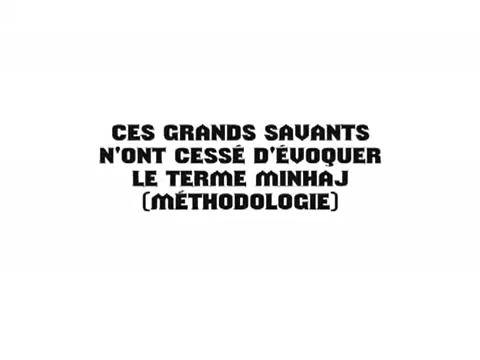 CES GRANDS SAVANTS
N'ONT CESSÉ D'ÉVOQUER
LE TERME MINHAJ
(MÉTHODOLOGIE)